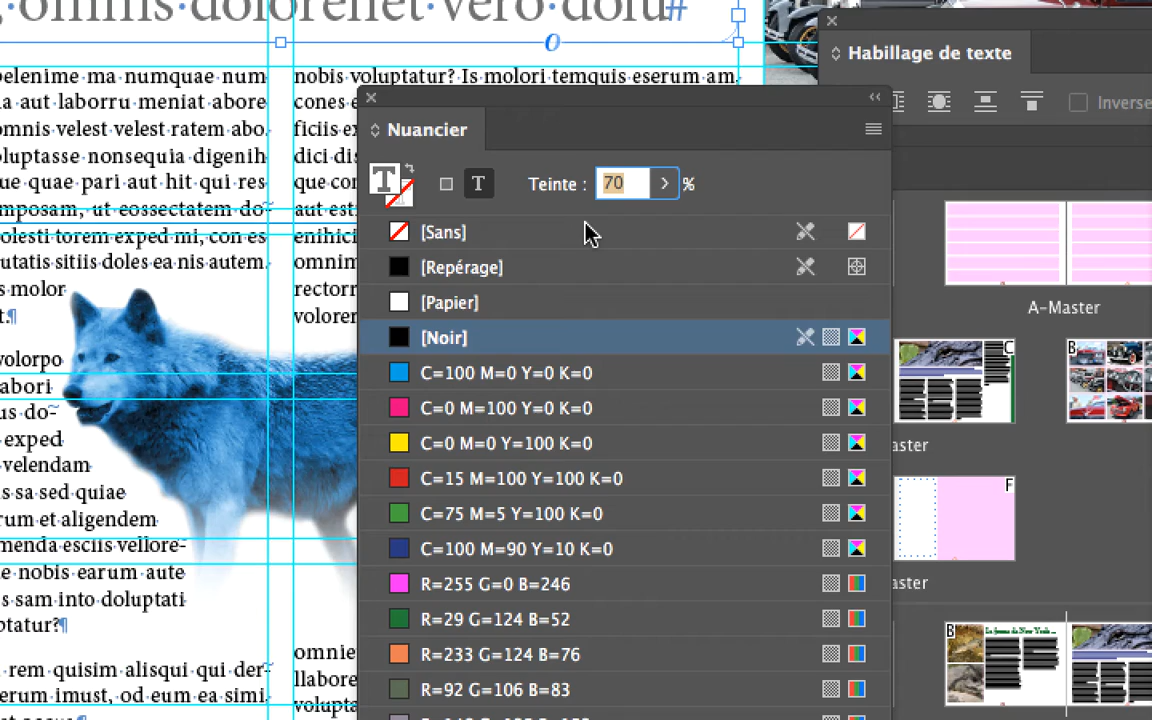 dolorehet·vero·dolu#
pelenime·ma·numquae·num
nobis·voluptatur?·Is·molori·temquis·eserum·am.
a·aut·laborru·meniat·abore
cones·e
omnis·velest·velest·ratem·abo.
ficiis·ex
luptasse·nonsequia·digenih
dici·dis
ue·quae·pari·aut·hit·qui·res
que·con
mposam,·ut·eossectatem·do
aut·est
olesti·torem·exped·mi,·con·es
enihici
utatis·sitiis·doles·ea·nis·autem.
omnim
s·molor
rectorr
t.¶
volorer
volorpo
abori
us·do
exped
velendam
s·sa·sed·quiae
rum·et·aligendem
menda·esciis·vellore-
e·nobis·earum·aute
s·sam·into·doluptati
ptatur?¶
omnie
rem·quisim·alisqui·qui·der
llabore
erum·imust,·od·eum·ea·simi
volupta
Habillage de texte
Inverse
Nuancier
T
T
Teinte : 70 %
[Sans]
[Repérage]
[Papier]
[Noir]
C=100 M=0 Y=0 K=0
C=0 M=100 Y=0 K=0
C=0 M=0 Y=100 K=0
C=15 M=100 Y=100 K=0
C=75 M=5 Y=100 K=0
C=100 M=90 Y=10 K=0
R=255 G=0 B=246
R=29 G=124 B=52
R=233 G=124 B=76
R=92 G=106 B=83
A-Master
C
B
aster
F
aster
B